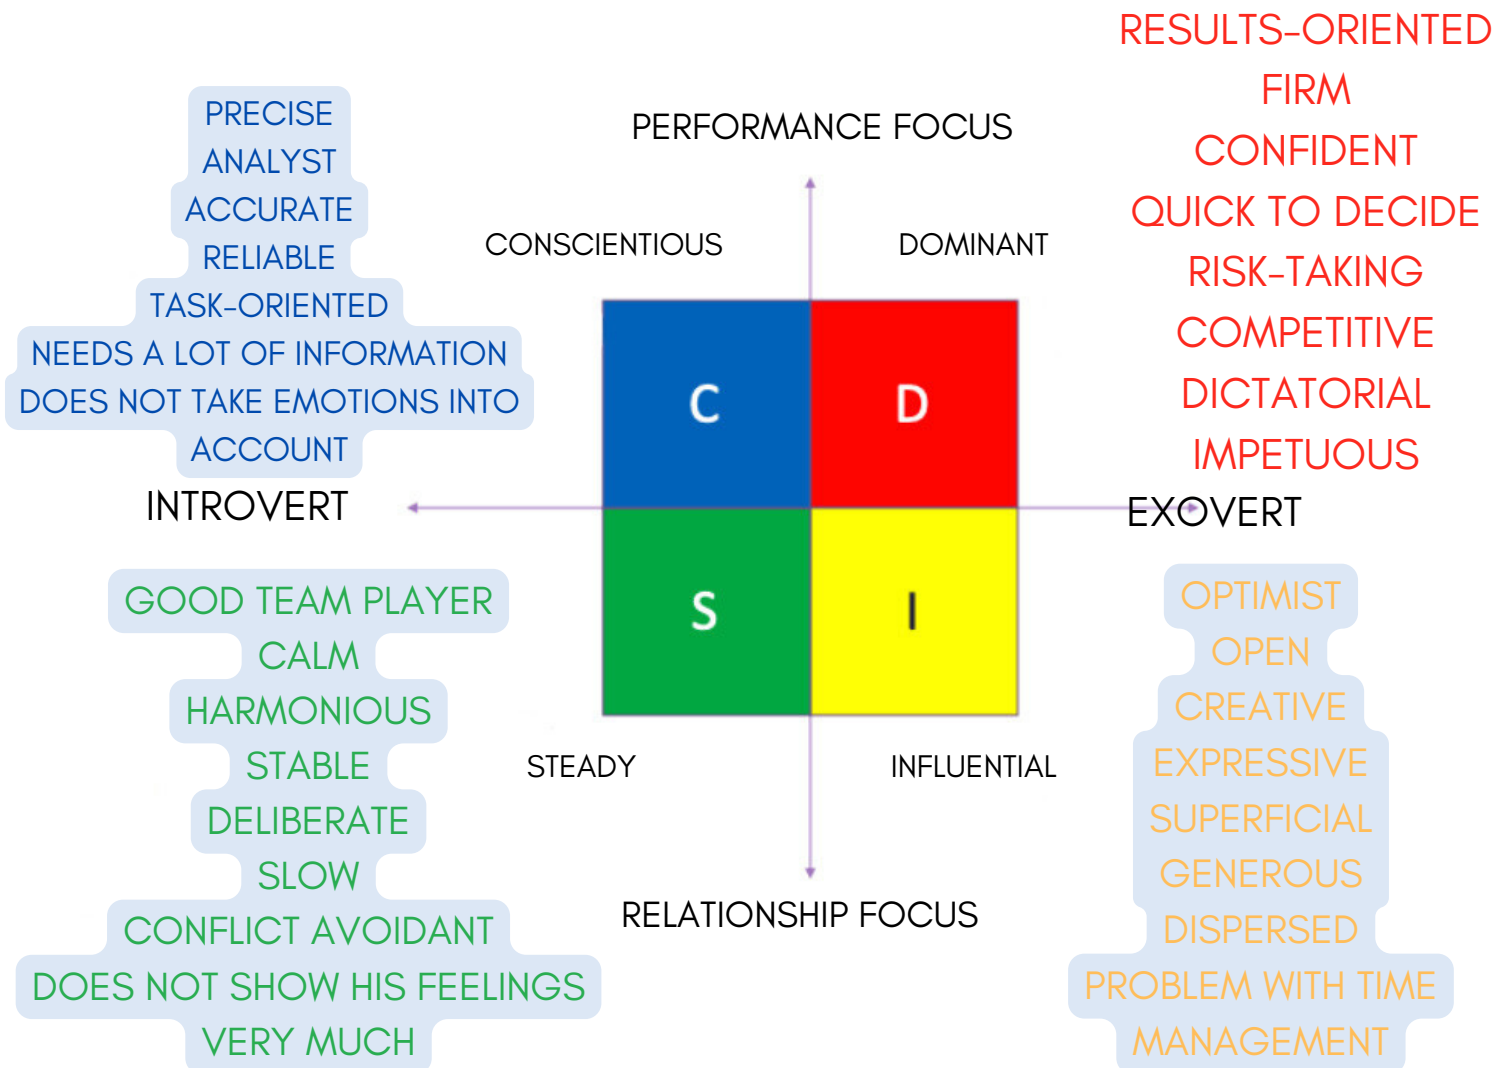 RESULTS-ORIENTED
FIRM
CONFIDENT
QUICK TO DECIDE
RISK-TAKING
COMPETITIVE
DICTATORIAL
IMPETUOUS
PRECISE
ANALYST
ACCURATE
RELIABLE
TASK-ORIENTED
NEEDS A LOT OF INFORMATION
DOES NOT TAKE EMOTIONS INTO
ACCOUNT
PERFORMANCE FOCUS
CONSCIENTIOUS
DOMINANT
C
D
INTROVERT
EXOVERT
S
I
STEADY
INFLUENTIAL
RELATIONSHIP FOCUS
GOOD TEAM PLAYER
CALM
HARMONIOUS
STABLE
DELIBERATE
SLOW
CONFLICT AVOIDANT
DOES NOT SHOW HIS FEELINGS
VERY MUCH
OPTIMIST
OPEN
CREATIVE
EXPRESSIVE
SUPERFICIAL
GENEROUS
DISPERSED
PROBLEM WITH TIME
MANAGEMENT